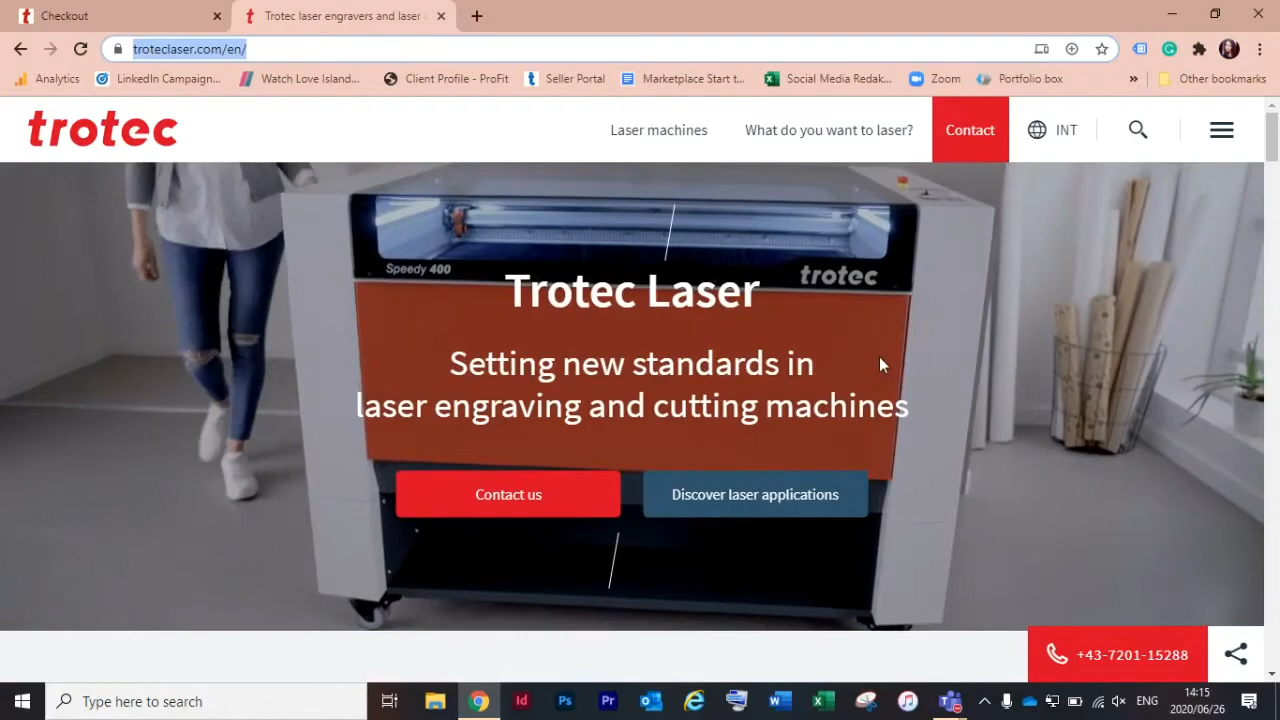 Checkout
Trotec laser engravers and laser
troteclaser.com/en/
Analytics
LinkedIn Campaign...
Watch Love Island...
Client Profile - ProFit
Seller Portal
Marketplace Start t...
Social Media Redak...
Zoom
Portfolio box
»
Other bookmarks
trotec
Laser machines
What do you want to laser?
Contact
INT
Speedy 400
trotec
Trotec Laser
Setting new standards in
laser engraving and cutting machines
Contact us
Discover laser applications
+43-7201-15288
Type here to search
ENG
14:15
2020/06/26